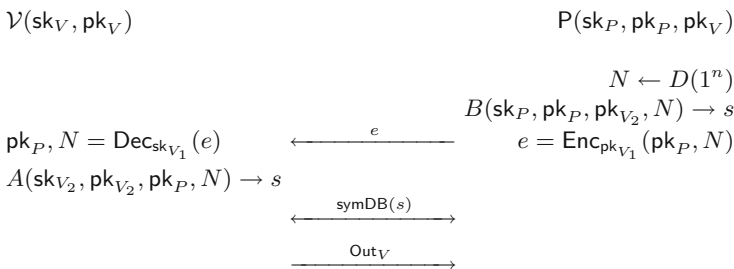 𝒱(sk_V, pk_V) P(sk_P, pk_P, pk_V)
N ← D(1^n)
B(sk_P, pk_P, pk_{V_2}, N) → s
pk_P, N = Dec_{sk_{V_1}}(e) e e = Enc_{pk_{V_1}}(pk_P, N)
A(sk_{V_2}, pk_{V_2}, pk_P, N) → s
symDB(s)
Out_V